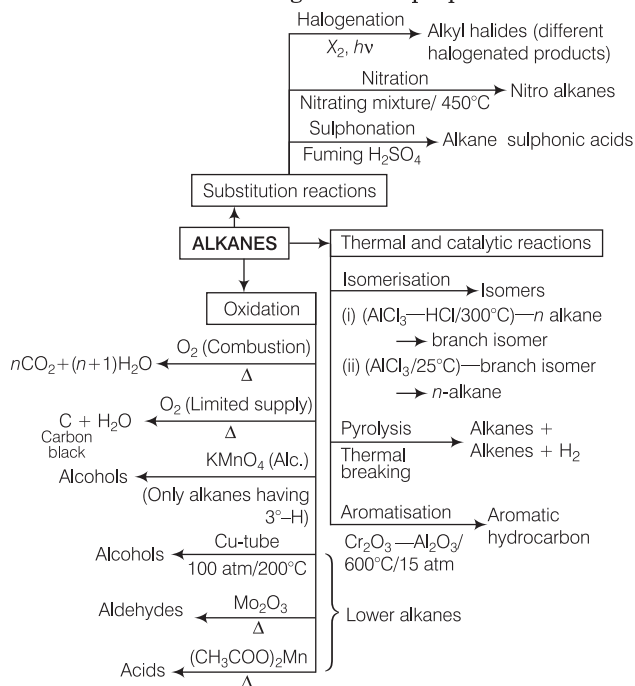 Halogenation
X₂, hν
Alkyl halides (different
halogenated products)
Nitration
Nitrating mixture/ 450°C
Nitro alkanes
Sulphonation
Fuming H₂SO₄
Alkane sulphonic acids
Substitution reactions
ALKANES
Thermal and catalytic reactions
Oxidation
Isomerisation
Isomers
(i) (AlCl₃—HCl/300°C)—n alkane
branch isomer
(ii) (AlCl₃/25°C)—branch isomer
n-alkane
Pyrolysis
Thermal
breaking
Alkanes +
Alkenes + H₂
Aromatisation
Cr₂O₃—Al₂O₃/
600°C/15 atm
Aromatic
hydrocarbon
O₂ (Combustion)
Δ
nCO₂+(n+1)H₂O
O₂ (Limited supply)
Δ
C + H₂O
Carbon
black
KMnO₄ (Alc.)
Alcohols
(Only alkanes having
3°–H)
Cu-tube
100 atm/200°C
Alcohols
Mo₂O₃
Δ
Aldehydes
Lower alkanes
(CH₃COO)₂Mn
Δ
Acids